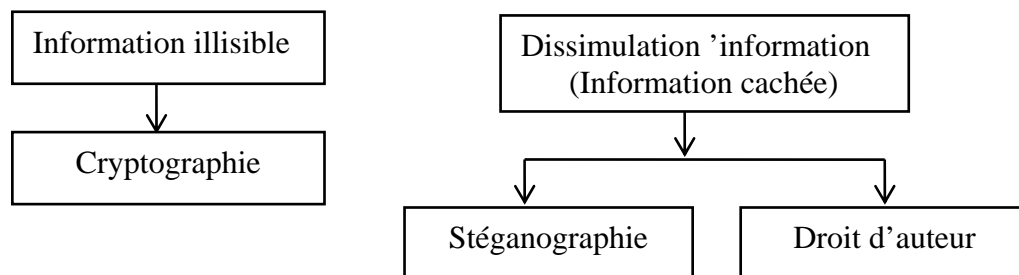 Information illisible
Cryptographie
Dissimulation ’information
(Information cachée)
Stéganographie
Droit d’auteur